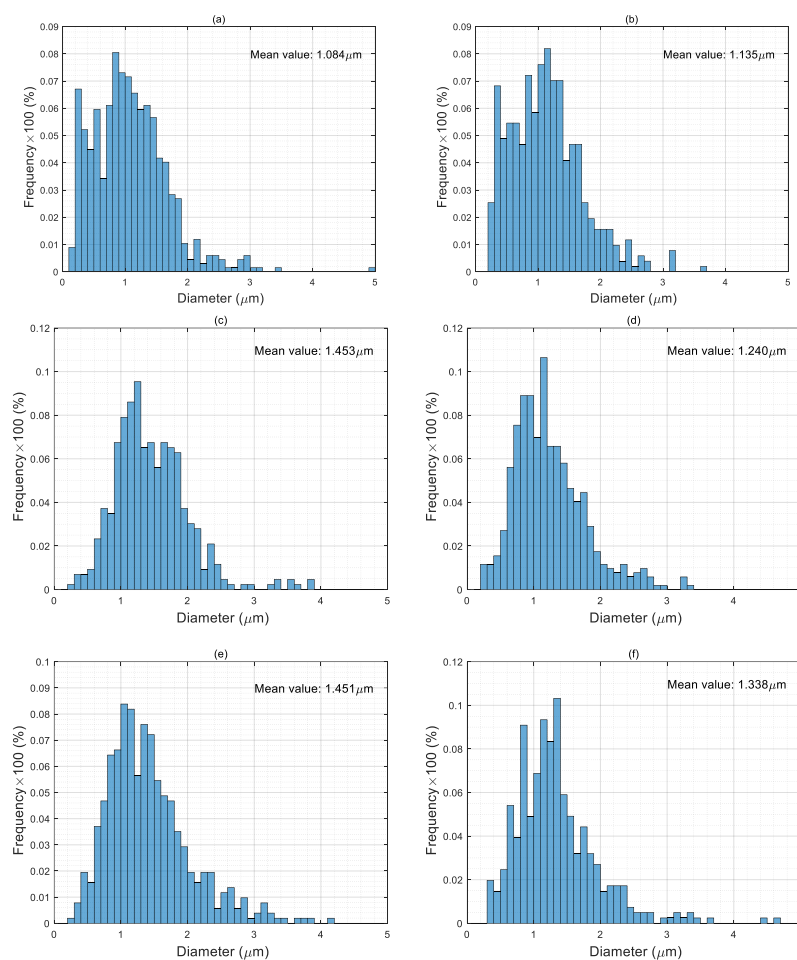 (a)
Mean value: 1.084μm
Frequency×100 (%)
0.09
0.08
0.07
0.06
0.05
0.04
0.03
0.02
0.01
0
0 1 2 3 4 5
Diameter (μm)
(b)
Mean value: 1.135μm
Frequency×100 (%)
0.09
0.08
0.07
0.06
0.05
0.04
0.03
0.02
0.01
0
0 1 2 3 4 5
Diameter (μm)
(c)
Mean value: 1.453μm
Frequency×100 (%)
0.12
0.1
0.08
0.06
0.04
0.02
0
0 1 2 3 4 5
Diameter (μm)
(d)
Mean value: 1.240μm
Frequency×100 (%)
0.12
0.1
0.08
0.06
0.04
0.02
0
0 1 2 3 4
Diameter (μm)
(e)
Mean value: 1.451μm
Frequency×100 (%)
0.1
0.09
0.08
0.07
0.06
0.05
0.04
0.03
0.02
0.01
0
0 1 2 3 4 5
Diameter (μm)
(f)
Mean value: 1.338μm
Frequency×100 (%)
0.12
0.1
0.08
0.06
0.04
0.02
0
0 1 2 3 4
Diameter (μm)